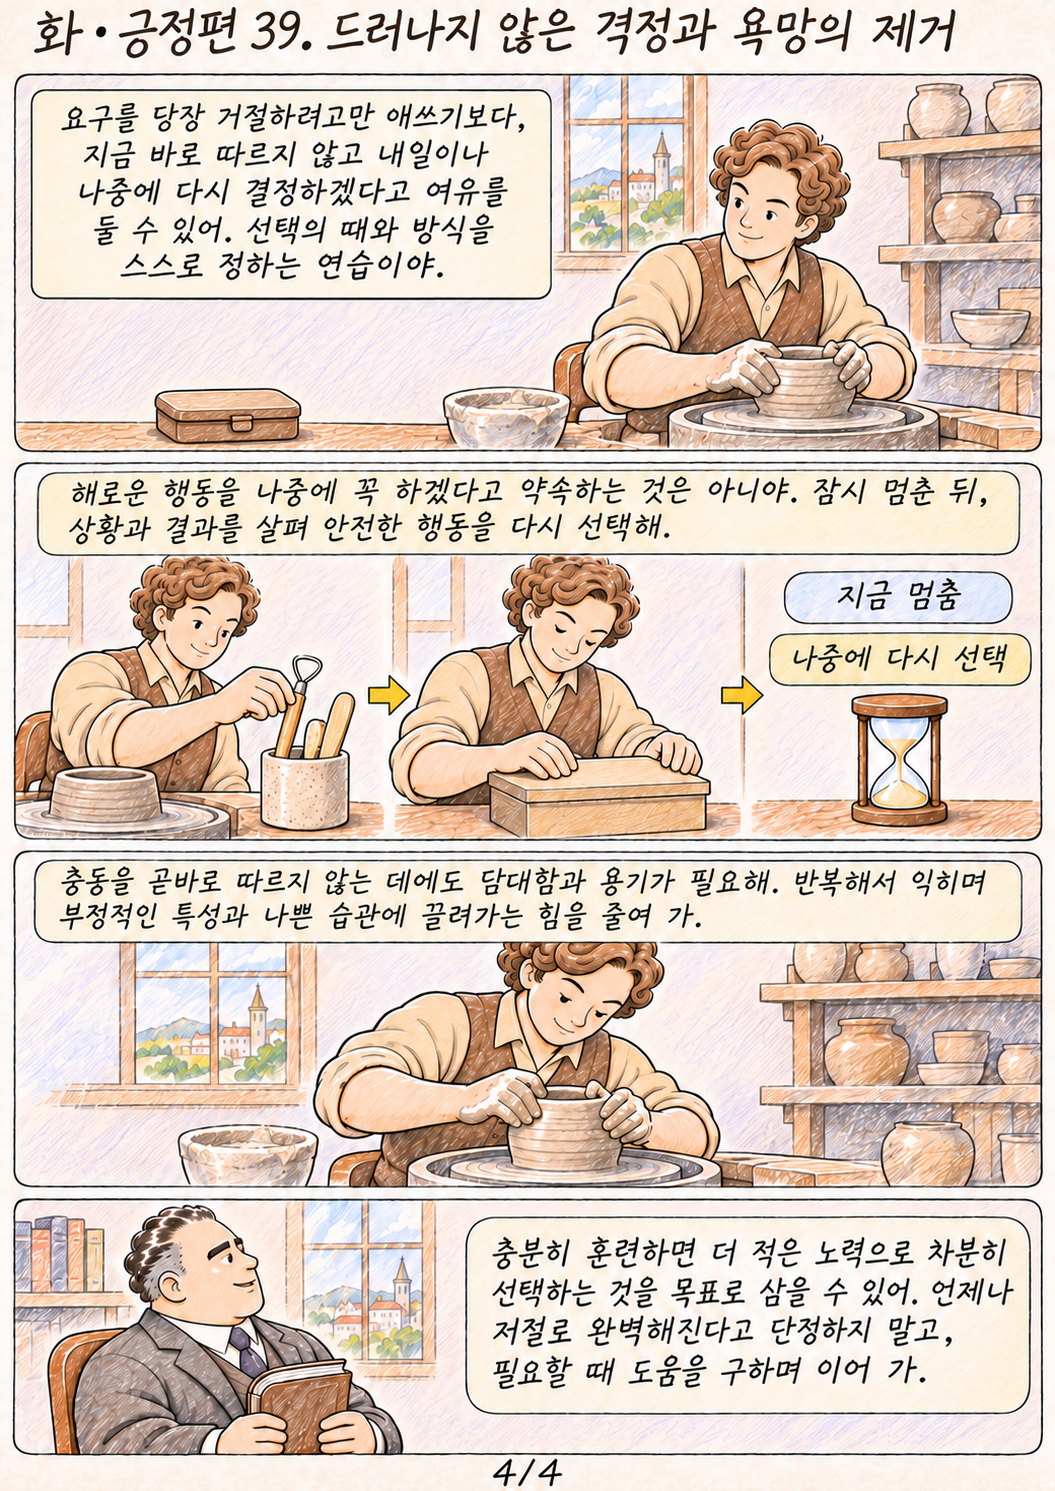 화·긍정편 39. 드러나지 않은 격정과 욕망의 제거
요구를 당장 거절하려고만 애쓰기보다,
지금 바로 따르지 않고 내일이나
나중에 다시 결정하겠다고 여유를
둘 수 있어. 선택의 때와 방식을
스스로 정하는 연습이야.
해로운 행동을 나중에 꼭 하겠다고 약속하는 것은 아니야. 잠시 멈춘 뒤,
상황과 결과를 살펴 안전한 행동을 다시 선택해.
지금 멈춤
나중에 다시 선택
충동을 곧바로 따르지 않는 데에도 담대함과 용기가 필요해. 반복해서 익히며
부정적인 특성과 나쁜 습관에 끌려가는 힘을 줄여 가.
충분히 훈련하면 더 적은 노력으로 차분히
선택하는 것을 목표로 삼을 수 있어. 언제나
저절로 완벽해진다고 단정하지 말고,
필요할 때 도움을 구하며 이어 가.
4/4